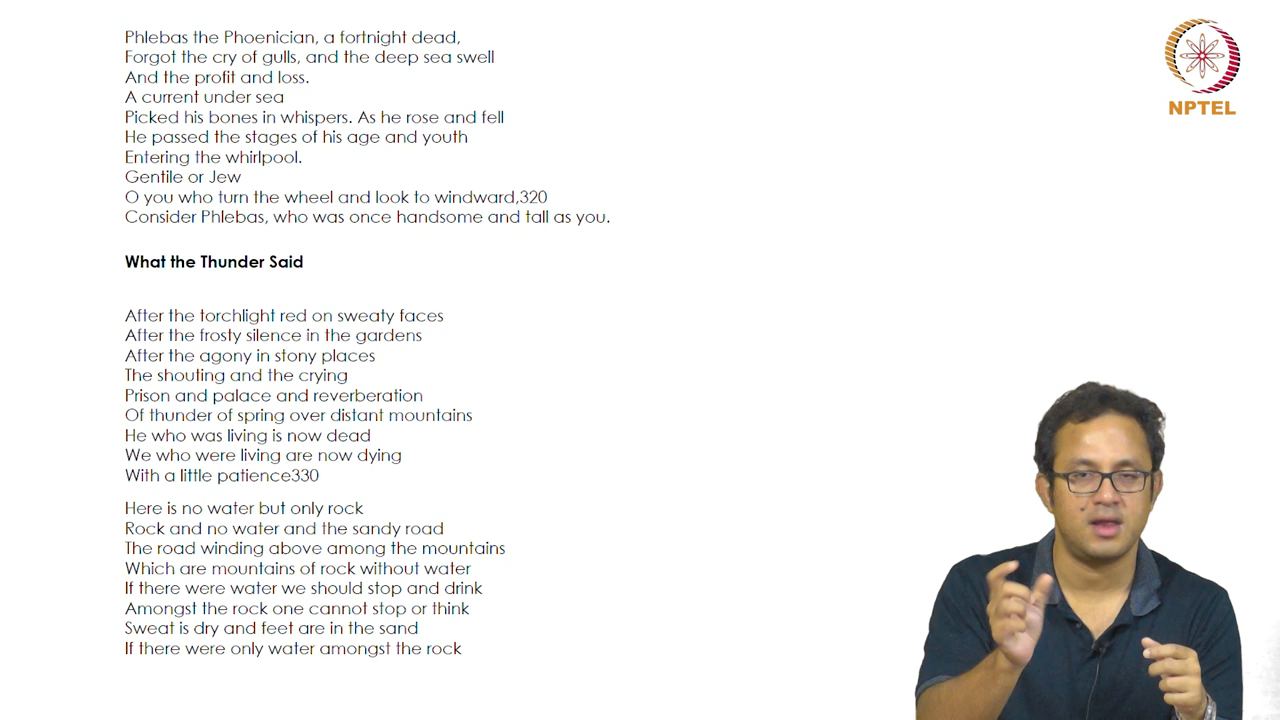 Phlebas the Phoenician, a fortnight dead,
Forgot the cry of gulls, and the deep sea swell
And the profit and loss.
A current under sea
Picked his bones in whispers. As he rose and fell
He passed the stages of his age and youth
Entering the whirlpool.
Gentile or Jew
O you who turn the wheel and look to windward,320
Consider Phlebas, who was once handsome and tall as you.
What the Thunder Said
After the torchlight red on sweaty faces
After the frosty silence in the gardens
After the agony in stony places
The shouting and the crying
Prison and palace and reverberation
Of thunder of spring over distant mountains
He who was living is now dead
We who were living are now dying
With a little patience330
Here is no water but only rock
Rock and no water and the sandy road
The road winding above among the mountains
Which are mountains of rock without water
If there were water we should stop and drink
Amongst the rock one cannot stop or think
Sweat is dry and feet are in the sand
If there were only water amongst the rock
NPTEL